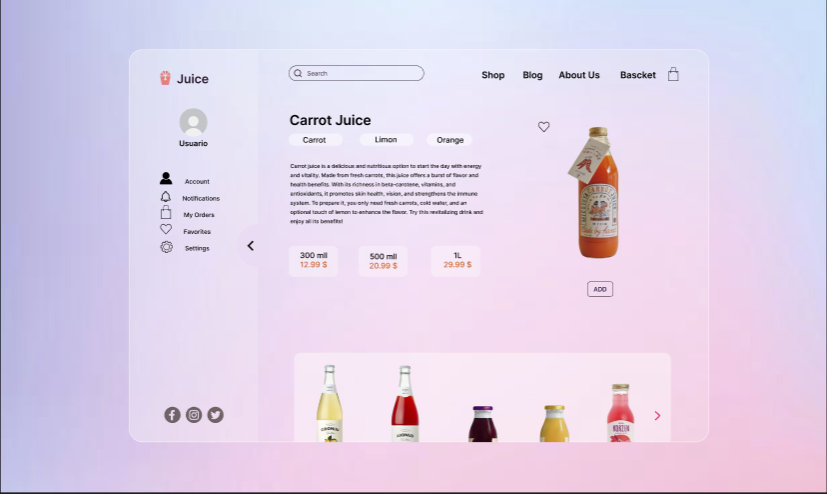 Juice
Search
Shop
Blog
About Us
Bascket
Usuario
Account
Notifications
My Orders
Favorites
Settings
Carrot Juice
Carrot
Limon
Orange
Carrot juice is a delicious and nutritious option to start the day with energy
and vitality. Made from fresh carrots, this juice offers a burst of flavor and
health benefits. With its richness in beta-carotene, vitamins, and
antioxidants, it promotes skin health, vision, and strengthens the immune
system. To prepare it, you only need fresh carrots, cold water, and an
optional touch of lemon to enhance the flavor. Try this revitalizing drink and
enjoy all its benefits!
300 mll
12.99 $
500 mll
20.99 $
1L
29.99 $
ADD